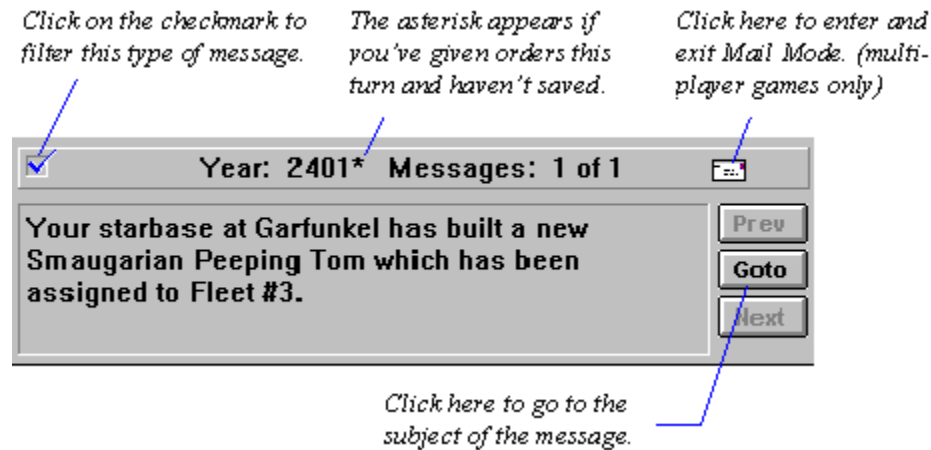 Click on the checkmark to
filter this type of message.
The asterisk appears if
you've given orders this
turn and haven't saved.
Click here to enter and
exit Mail Mode. (multi-
player games only)
Year: 2401* Messages: 1 of 1
Your starbase at Garfunkel has built a new
Smaugarian Peeping Tom which has been
assigned to Fleet #3.
Prev
Goto
Next
Click here to go to the
subject of the message.